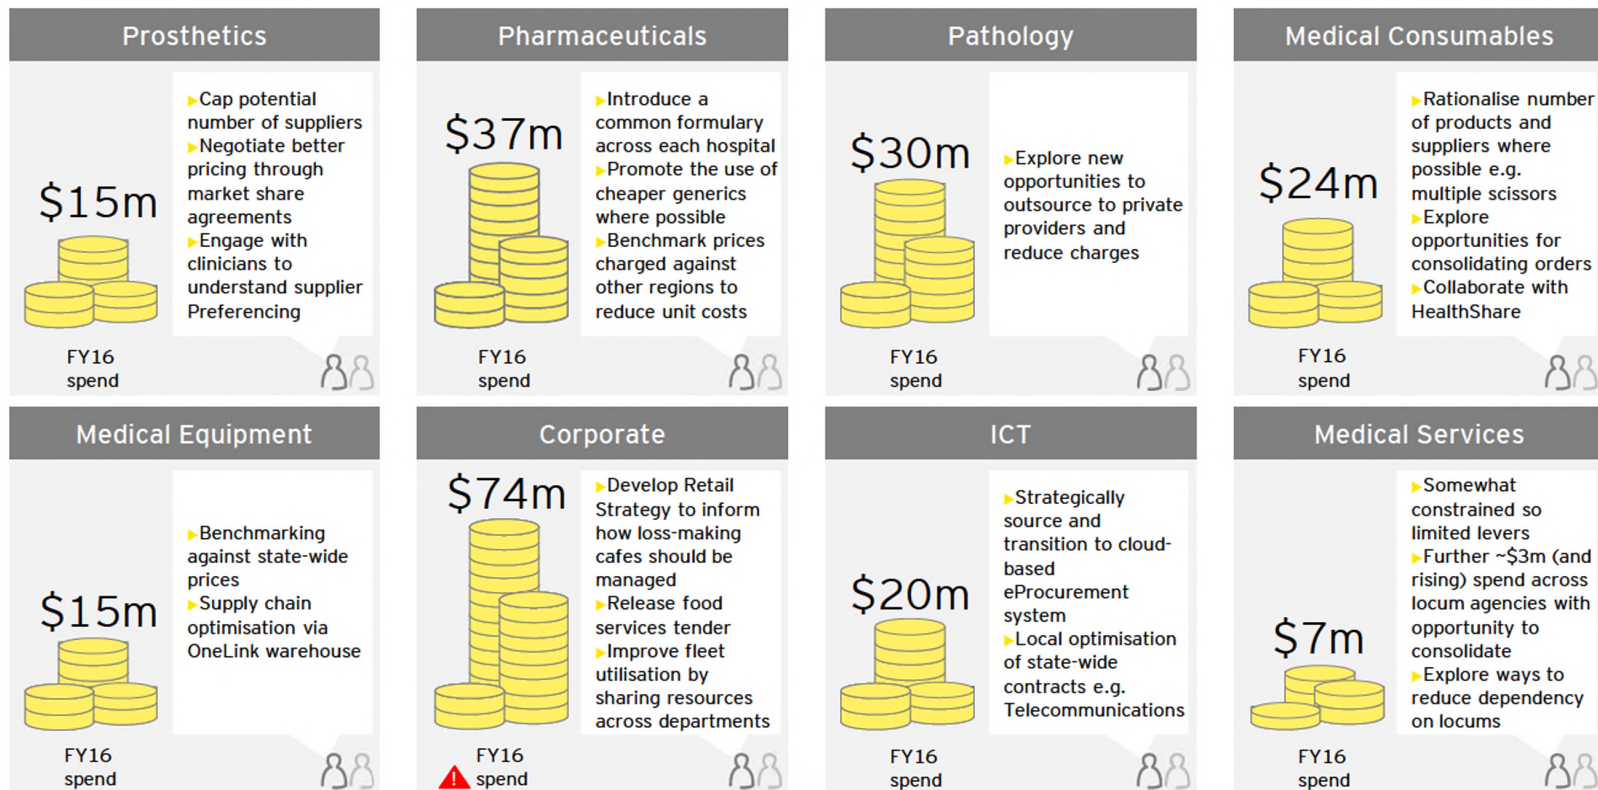 Prosthetics
$15m
►Cap potential
number of suppliers
►Negotiate better
pricing through
market share
agreements
►Engage with
clinicians to
understand supplier
Preferencing
FY16
spend
Pharmaceuticals
$37m
►Introduce a
common formulary
across each hospital
►Promote the use of
cheaper generics
where possible
►Benchmark prices
charged against
other regions to
reduce unit costs
FY16
spend
Pathology
$30m
►Explore new
opportunities to
outsource to private
providers and
reduce charges
FY16
spend
Medical Consumables
$24m
►Rationalise number
of products and
suppliers where
possible e.g.
multiple scissors
►Explore
opportunities for
consolidating orders
►Collaborate with
HealthShare
FY16
spend
Medical Equipment
$15m
►Benchmarking
against state-wide
prices
►Supply chain
optimisation via
OneLink warehouse
FY16
spend
Corporate
$74m
►Develop Retail
Strategy to inform
how loss-making
cafes should be
managed
►Release food
services tender
►Improve fleet
utilisation by
sharing resources
across departments
FY16
! spend
ICT
$20m
►Strategically
source and
transition to cloud-
based
eProcurement
system
►Local optimisation
of state-wide
contracts e.g.
Telecommunications
FY16
spend
Medical Services
$7m
►Somewhat
constrained so
limited levers
►Further ~$3m (and
rising) spend across
locum agencies with
opportunity to
consolidate
►Explore ways to
reduce dependency
on locums
FY16
spend